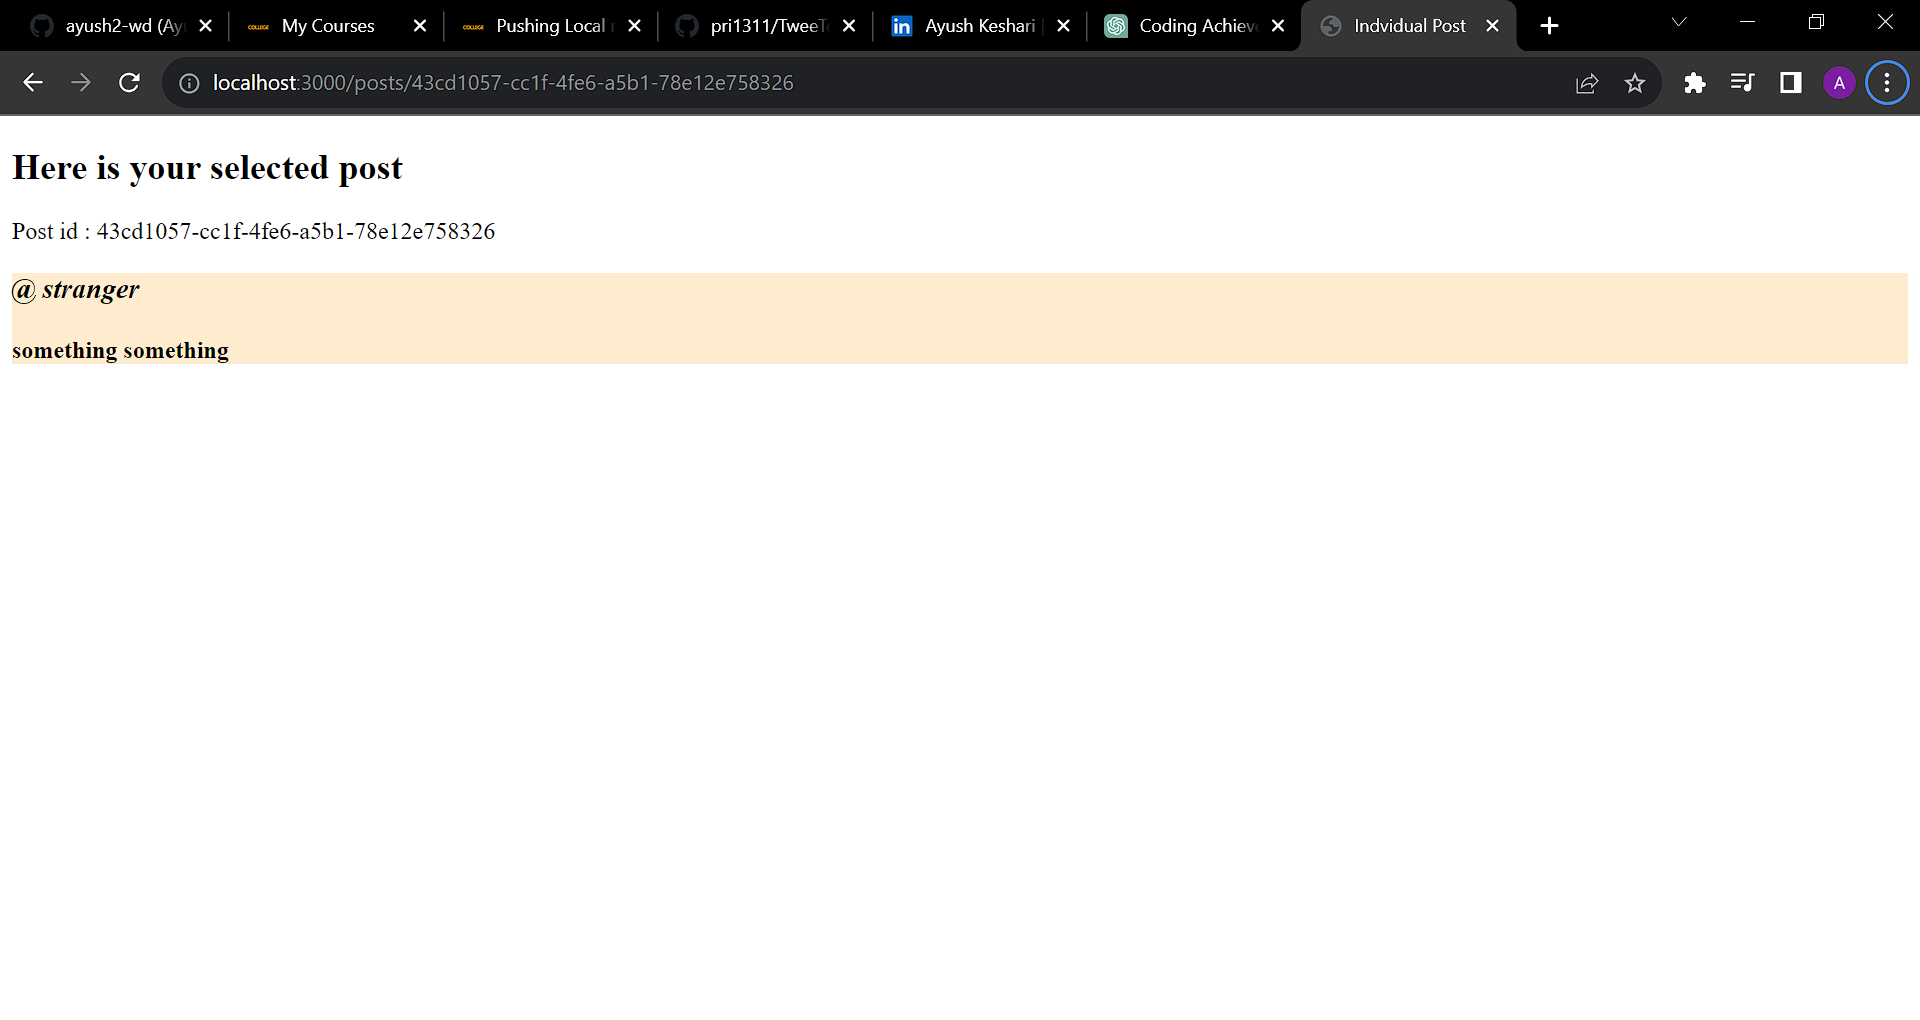 ayush2-wd (Ay
My Courses
Pushing Local
pri1311/TweeT
Ayush Keshari |
Coding Achiev
Indvidual Post
localhost:3000/posts/43cd1057-cc1f-4fe6-a5b1-78e12e758326
A
Here is your selected post
Post id : 43cd1057-cc1f-4fe6-a5b1-78e12e758326
@ stranger
something something